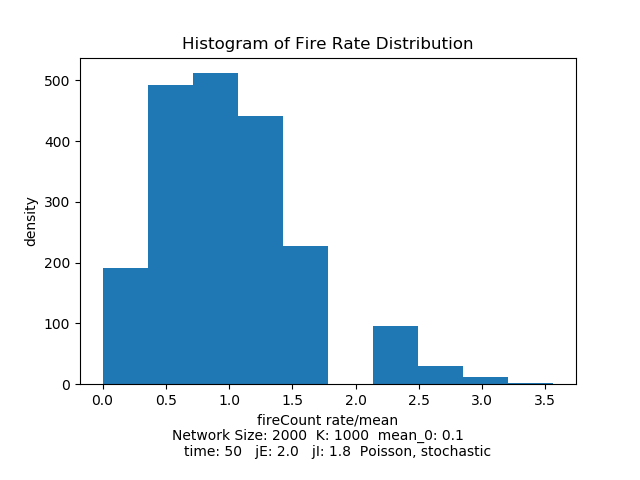 Histogram of Fire Rate Distribution
500
400
300
200
100
0
density
0.0 0.5 1.0 1.5 2.0 2.5 3.0 3.5
fireCount rate/mean
Network Size: 2000 K: 1000 mean_0: 0.1
time: 50 jE: 2.0 jI: 1.8 Poisson, stochastic